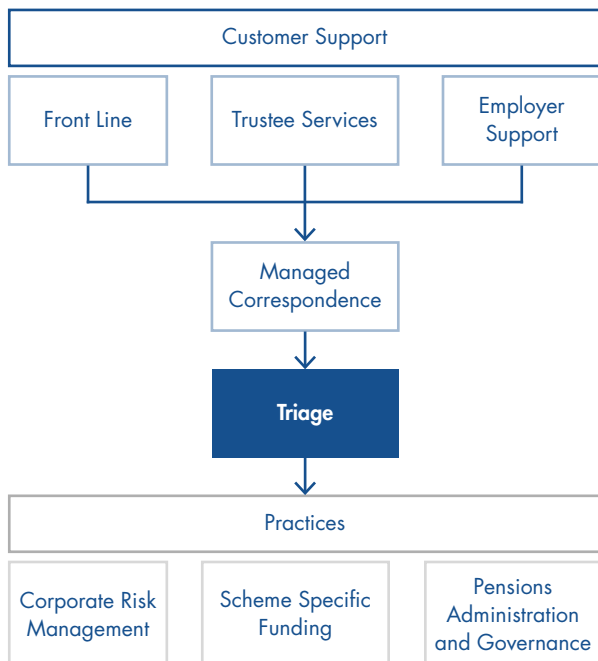 Customer Support
Front Line
Trustee Services
Employer
Support
Managed
Correspondence
Triage
Practices
Corporate Risk
Management
Scheme Specific
Funding
Pensions
Administration
and Governance